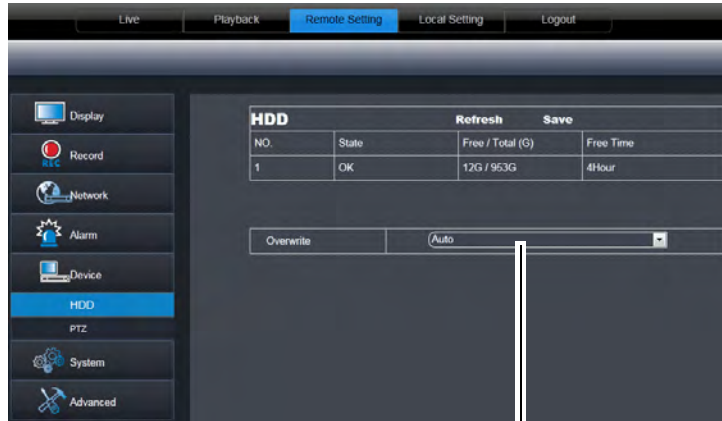 Live Playback Remote Setting Local Setting Logout
Display
Record
REC
Network
Alarm
Device
HDD
PTZ
System
Advanced
HDD Refresh Save
NO. State Free / Total (G) Free Time
1 OK 12G / 953G 4Hour
Overwrite Auto